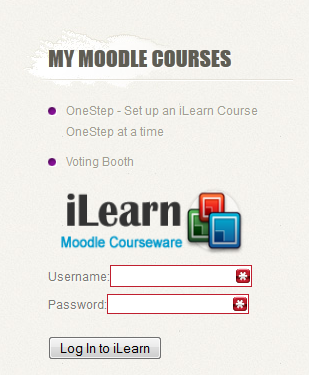 MY MOODLE COURSES
OneStep - Set up an iLearn Course
OneStep at a time
Voting Booth
iLearn
Moodle Courseware
Username:
Password:
Log In to iLearn